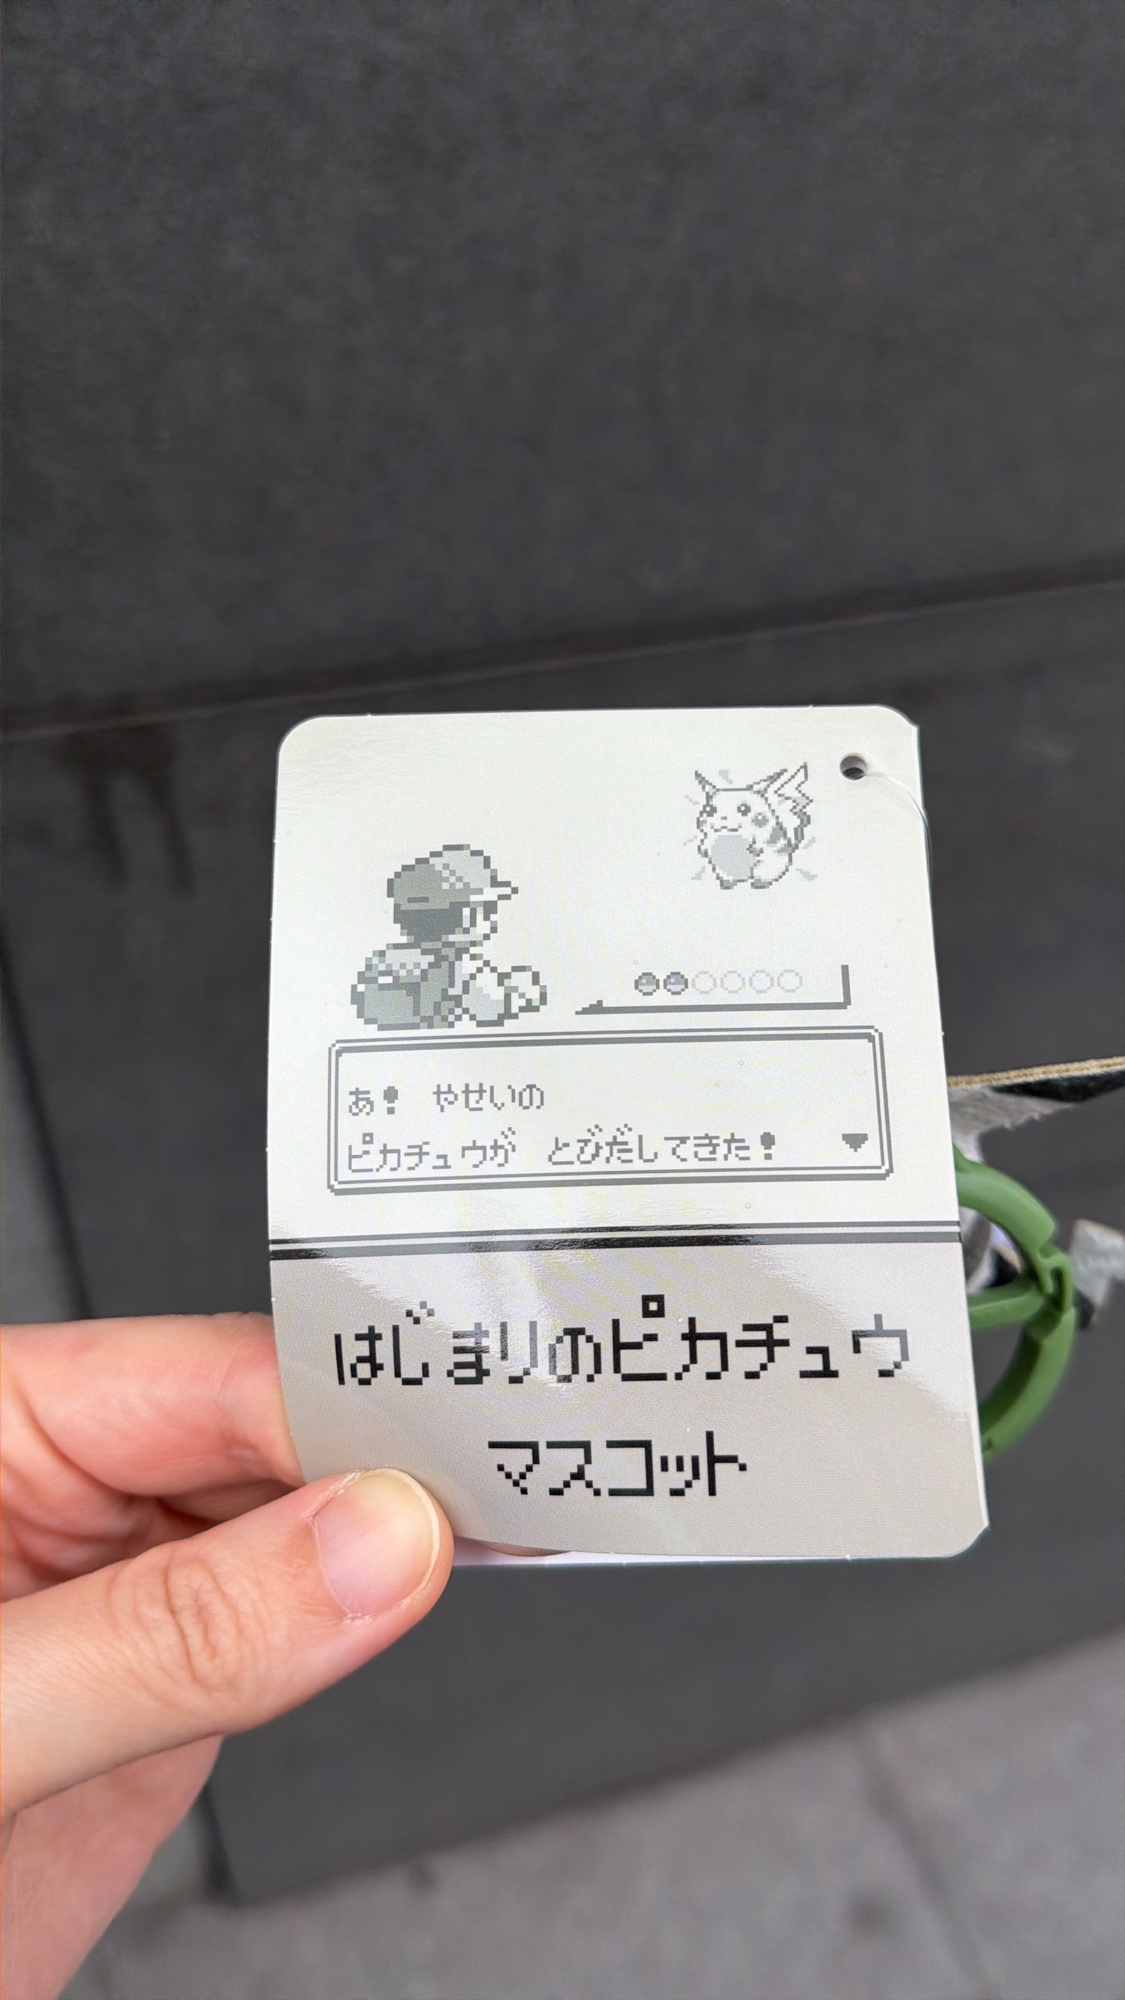 あ! やせいの
ピカチュウが とびだしてきた!
はじまりのピカチュウ
マスコット